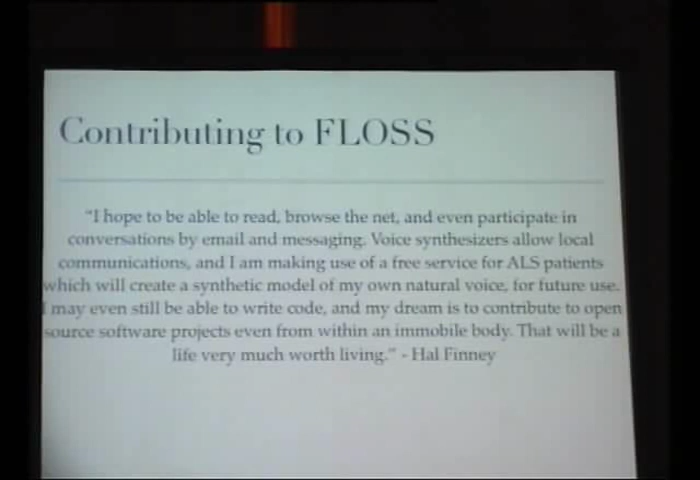 Contributing to FLOSS
"I hope to be able to read, browse the net, and even participate in
conversations by email and messaging. Voice synthesizers allow local
communications, and I am making use of a free service for ALS patients
which will create a synthetic model of my own natural voice, for future use.
I may even still be able to write code, and my dream is to contribute to open
source software projects even from within an immobile body. That will be a
life very much worth living." - Hal Finney